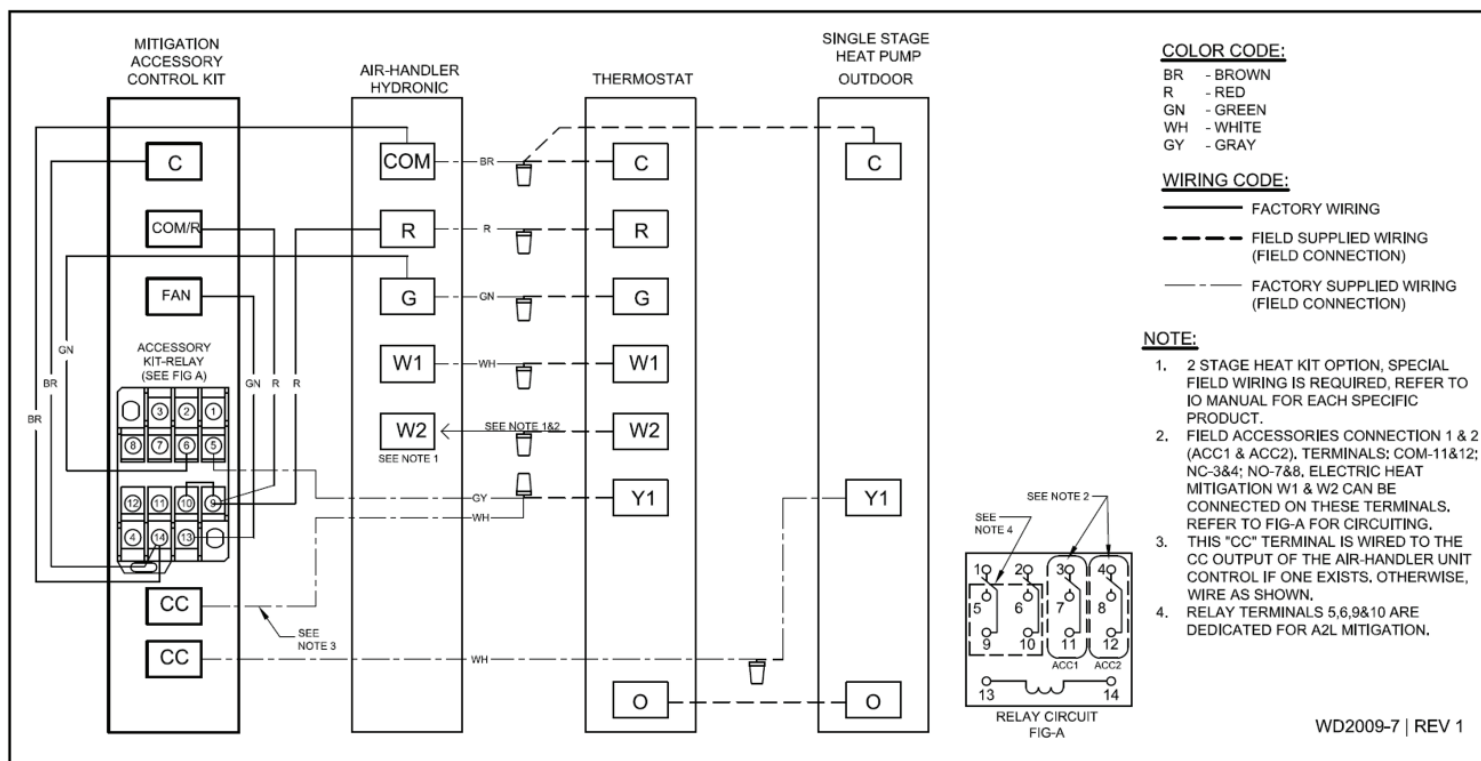 MITIGATION
ACCESSORY
CONTROL KIT
AIR-HANDLER
HYDRONIC
THERMOSTAT
SINGLE STAGE
HEAT PUMP
OUTDOOR
C
COM/R
FAN
GN
BR
BR
GN
R
R
ACCESSORY
KIT-RELAY
(SEE FIG A)
3
2
1
8
7
6
5
12
11
10
9
4
14
13
CC
CC
SEE
NOTE 3
COM
R
G
W1
W2
SEE NOTE 1
BR
R
GN
WH
SEE NOTE 1&2
GY
WH
WH
C
R
G
W1
W2
Y1
O
C
Y1
O
COLOR CODE:
BR - BROWN
R - RED
GN - GREEN
WH - WHITE
GY - GRAY
WIRING CODE:
FACTORY WIRING
FIELD SUPPLIED WIRING
(FIELD CONNECTION)
FACTORY SUPPLIED WIRING
(FIELD CONNECTION)
NOTE:
1. 2 STAGE HEAT KIT OPTION, SPECIAL
FIELD WIRING IS REQUIRED, REFER TO
IO MANUAL FOR EACH SPECIFIC
PRODUCT.
2. FIELD ACCESSORIES CONNECTION 1 & 2
(ACC1 & ACC2). TERMINALS: COM-11&12;
NC-3&4; NO-7&8, ELECTRIC HEAT
MITIGATION W1 & W2 CAN BE
CONNECTED ON THESE TERMINALS.
REFER TO FIG-A FOR CIRCUITING.
3. THIS "CC" TERMINAL IS WIRED TO THE
CC OUTPUT OF THE AIR-HANDLER UNIT
CONTROL IF ONE EXISTS. OTHERWISE,
WIRE AS SHOWN.
4. RELAY TERMINALS 5,6,9&10 ARE
DEDICATED FOR A2L MITIGATION.
SEE NOTE 2
SEE
NOTE 4
1
2
3
4
5
6
7
8
9
10
11
12
ACC1
ACC2
13
14
RELAY CIRCUIT
FIG-A
WD2009-7 | REV 1